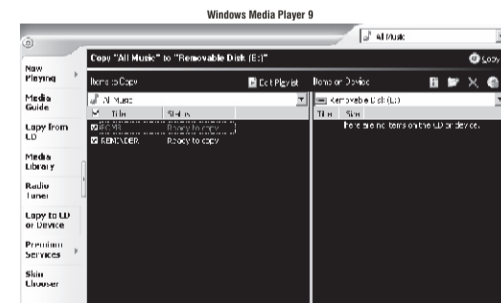 Windows Media Player 9
All Music
Copy "All Music" to "Removable Disk (E:)"
Copy
Now
Playing
Items to Copy
Edit Playlist
Items on Device
Media
Guide
All Music
Removable Disk (E:)
Title Status
Title Size
Copy from
CD
Ready to copy
There are no items on the CD or device.
REMINDER Ready to copy
Media
Library
Radio
Tuner
Copy to CD
or Device
Premium
Services
Skin
Chooser